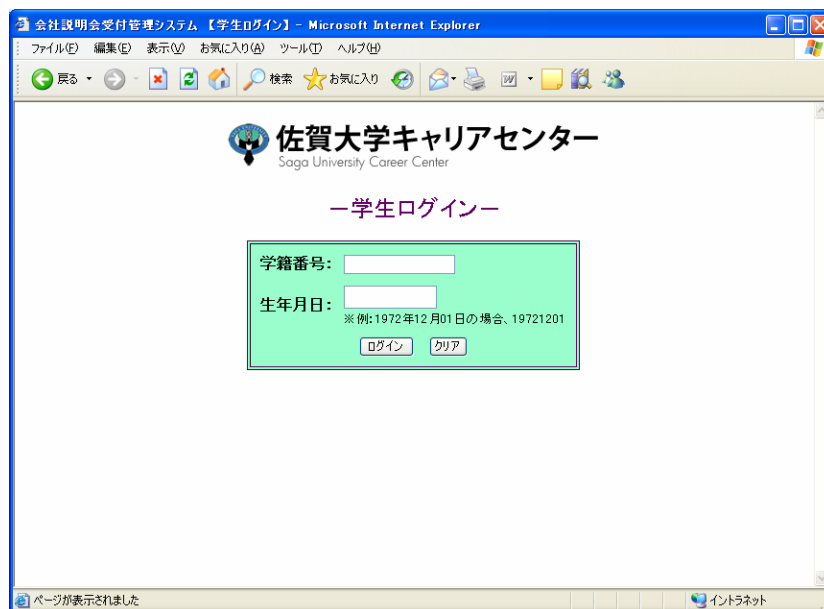 会社説明会受付管理システム 【学生ログイン】 - Microsoft Internet Explorer
ファイル(F) 編集(E) 表示(V) お気に入り(A) ツール(T) ヘルプ(H)
戻る 検索 お気に入り
佐賀大学キャリアセンター
Saga University Career Center
－学生ログイン－
学籍番号:
生年月日:
※例:1972年12月01日の場合、19721201
ログイン クリア
ページが表示されました イントラネット